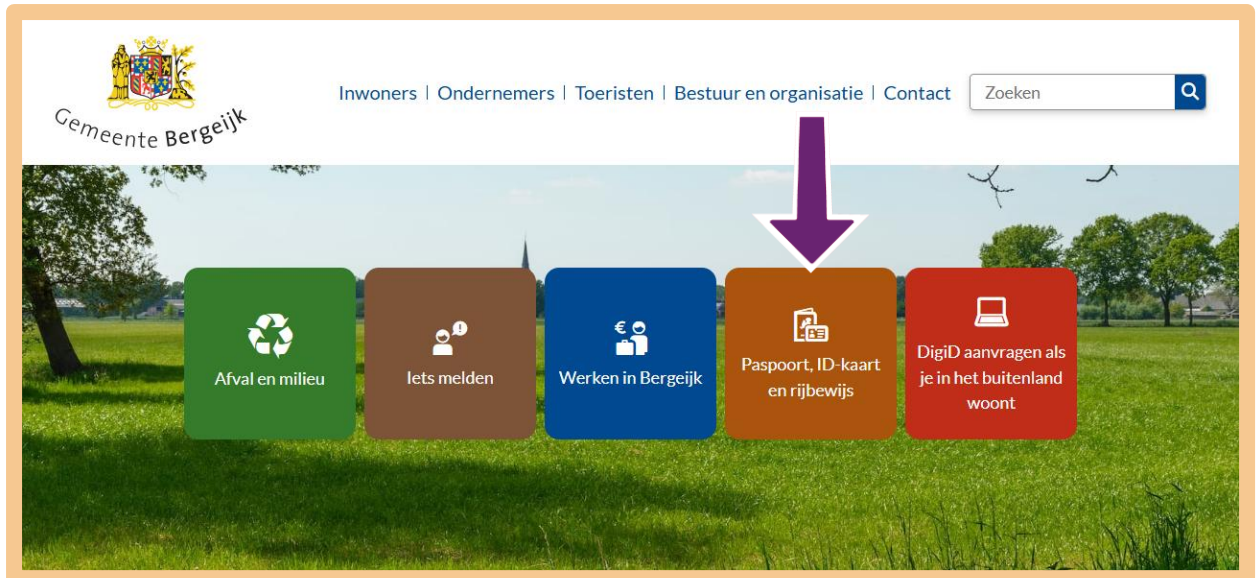 Gemeente Bergeijk
Inwoners | Ondernemers | Toeristen | Bestuur en organisatie | Contact
Zoeken
Afval en milieu
Iets melden
Werken in Bergeijk
Paspoort, ID-kaart
en rijbewijs
DigiD aanvragen als
je in het buitenland
woont